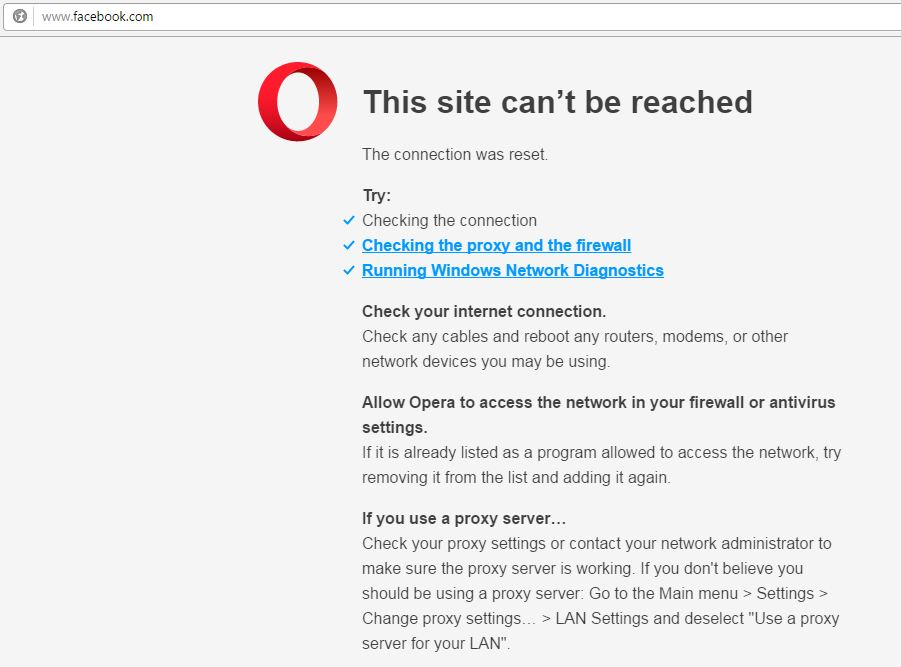 www.facebook.com
This site can’t be reached
The connection was reset.
Try:
Checking the connection
Checking the proxy and the firewall
Running Windows Network Diagnostics
Check your internet connection.
Check any cables and reboot any routers, modems, or other
network devices you may be using.
Allow Opera to access the network in your firewall or antivirus
settings.
If it is already listed as a program allowed to access the network, try
removing it from the list and adding it again.
If you use a proxy server…
Check your proxy settings or contact your network administrator to
make sure the proxy server is working. If you don't believe you
should be using a proxy server: Go to the Main menu > Settings >
Change proxy settings… > LAN Settings and deselect "Use a proxy
server for your LAN".